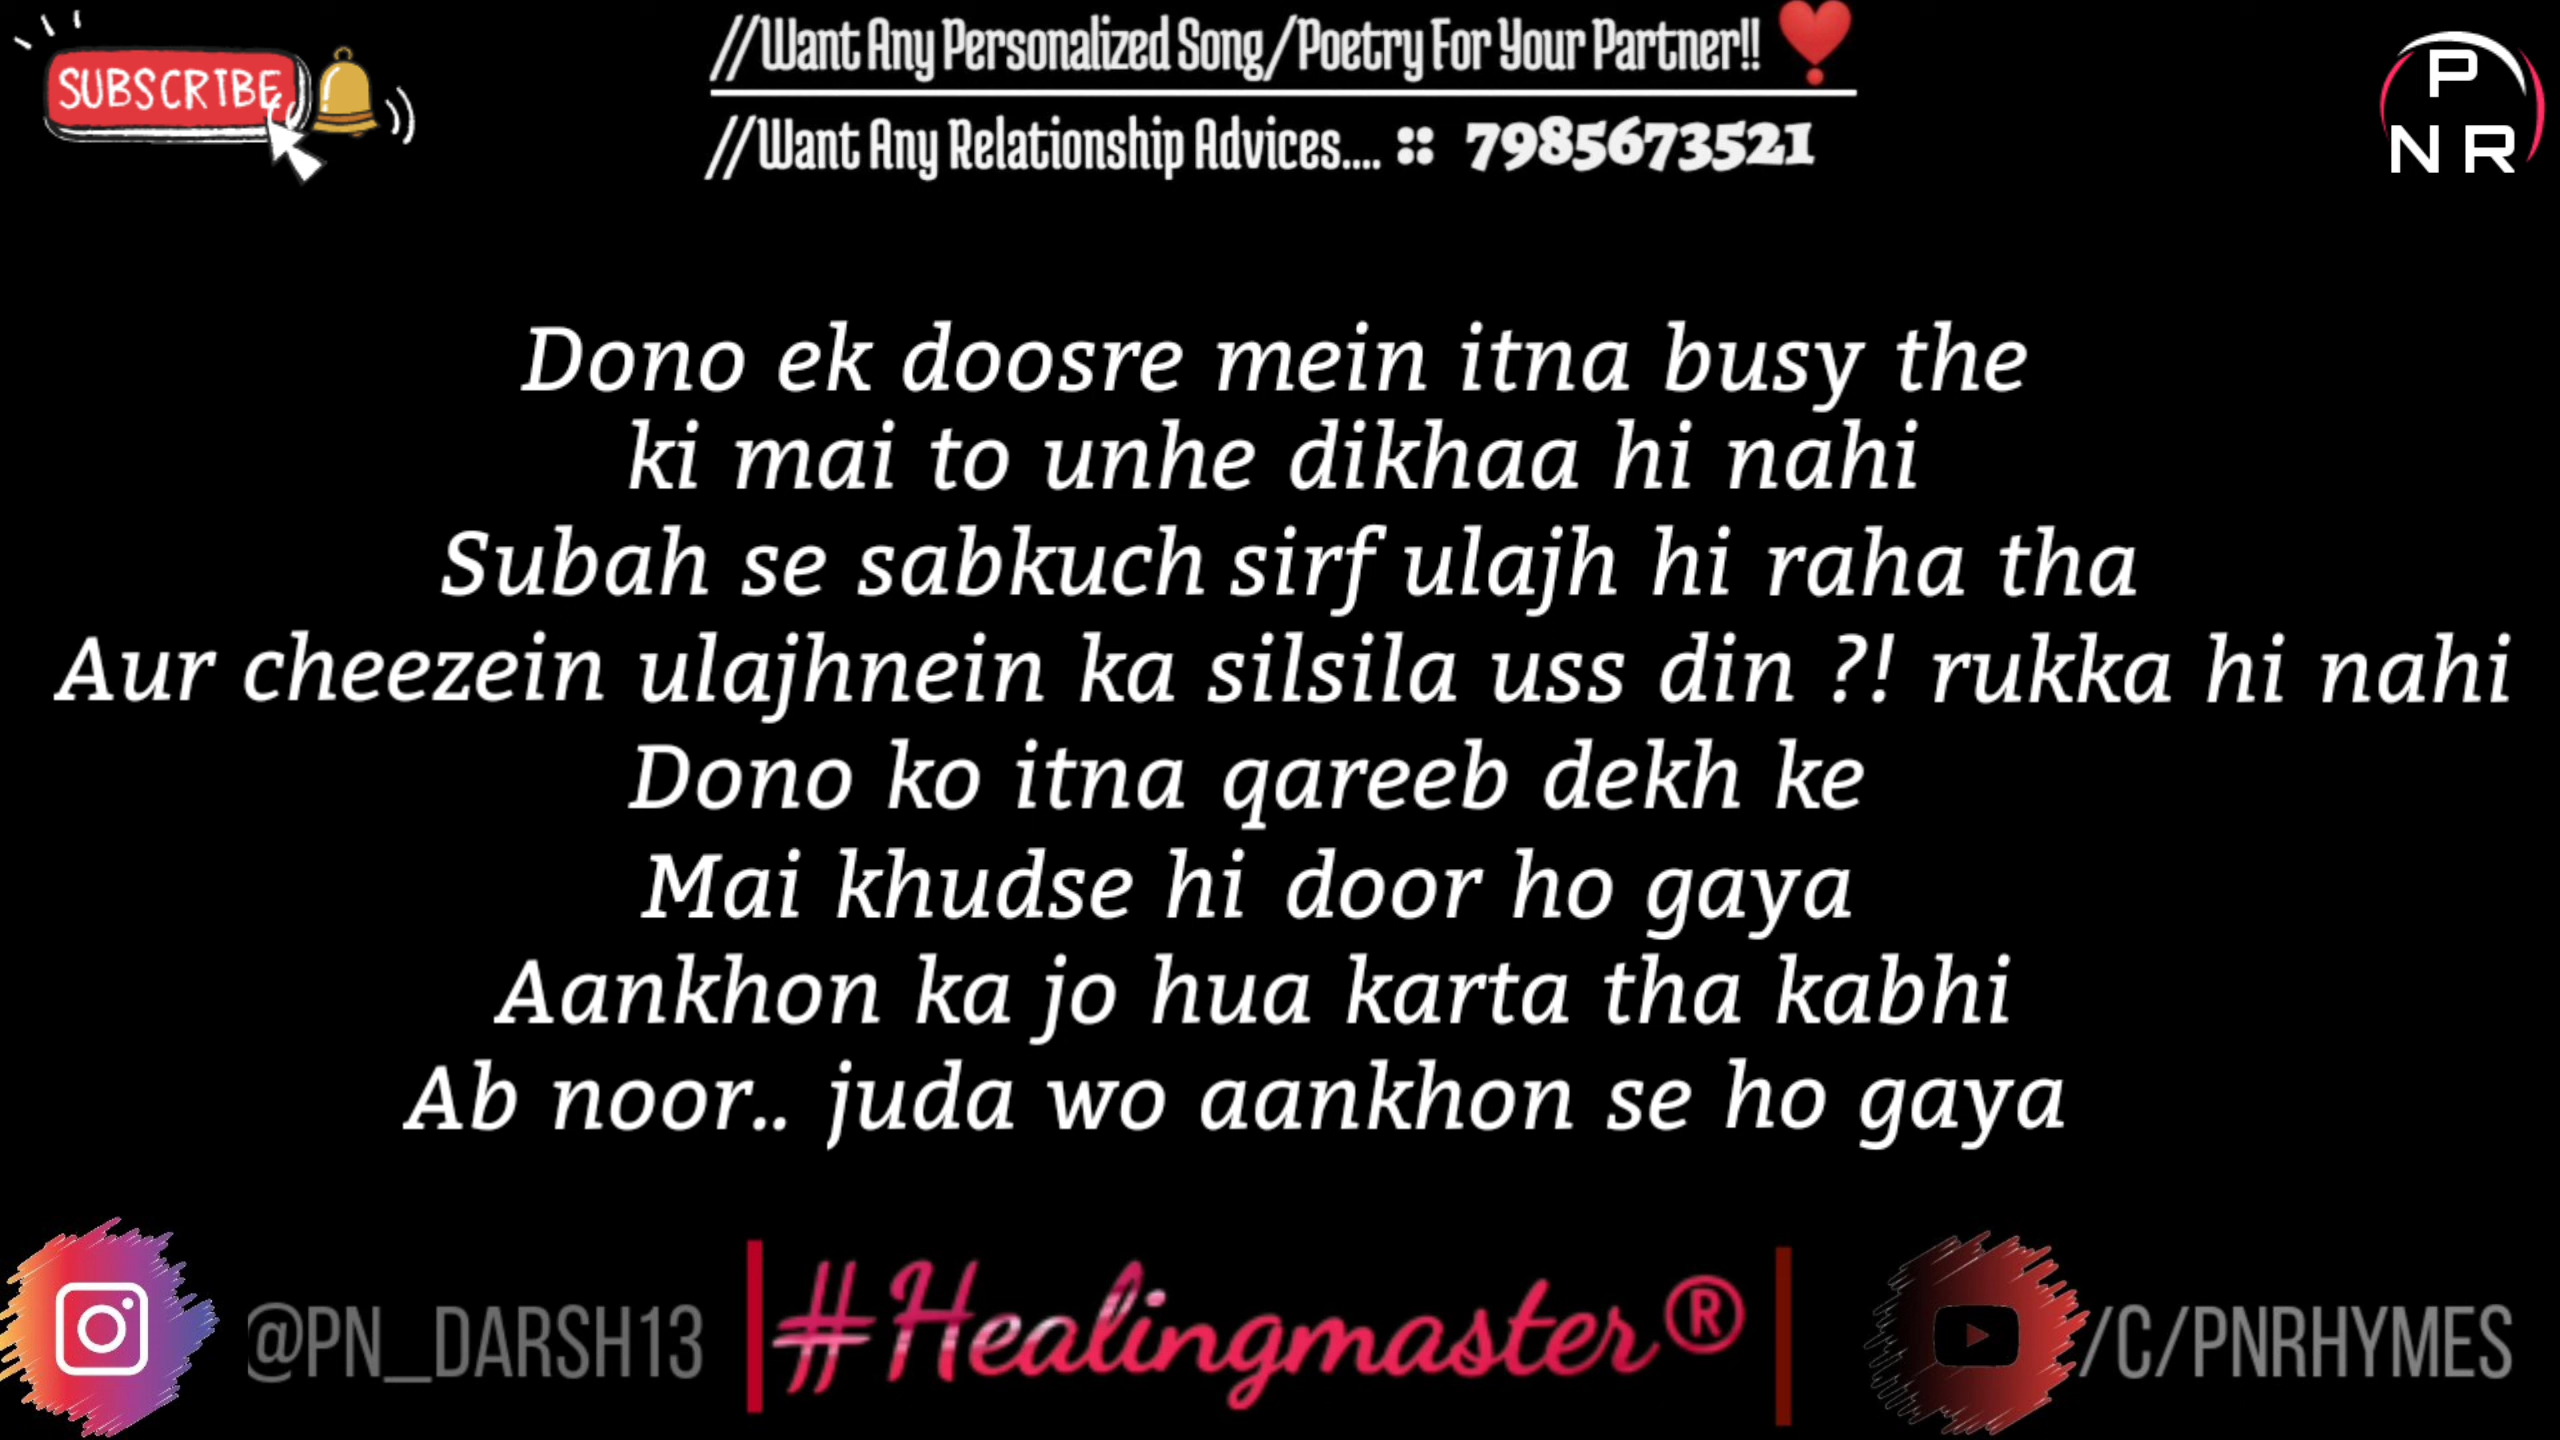 SUBSCRIBE
//Want Any Personalized Song/Poetry For Your Partner!! ❣
//Want Any Relationship Advices.... :: 7985673521
P
N R
Dono ek doosre mein itna busy the
ki mai to unhe dikhaa hi nahi
Subah se sabkuch sirf ulajh hi raha tha
Aur cheezein ulajhnein ka silsila uss din ?! rukka hi nahi
Dono ko itna qareeb dekh ke
Mai khudse hi door ho gaya
Aankhon ka jo hua karta tha kabhi
Ab noor.. juda wo aankhon se ho gaya
@PN_DARSH13
#Healingmaster®
/C/PNRHYMES